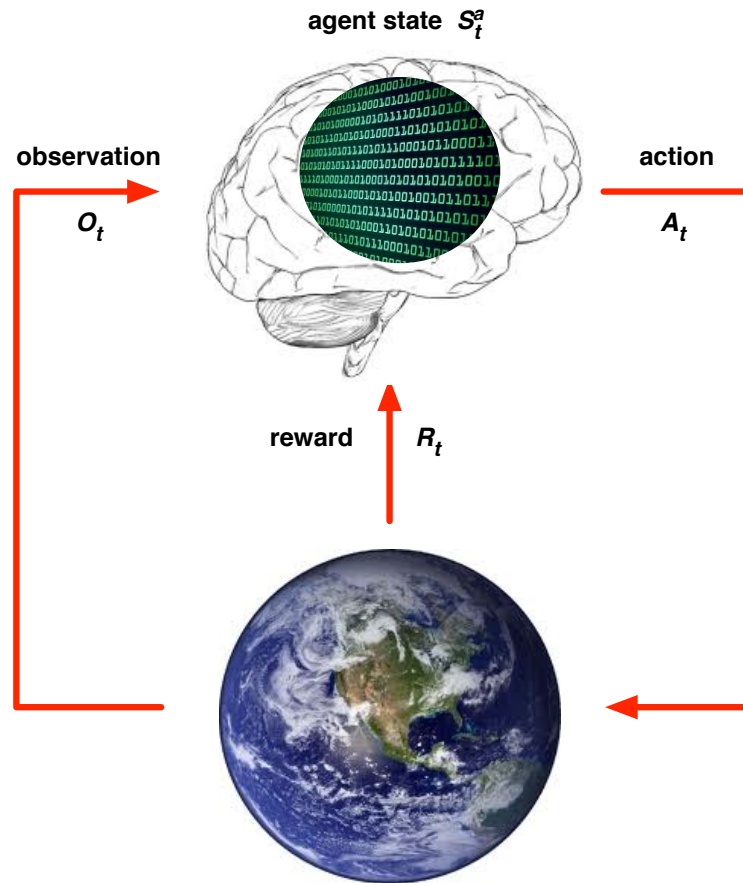 agent state S_t^a
observation
O_t
action
A_t
reward R_t